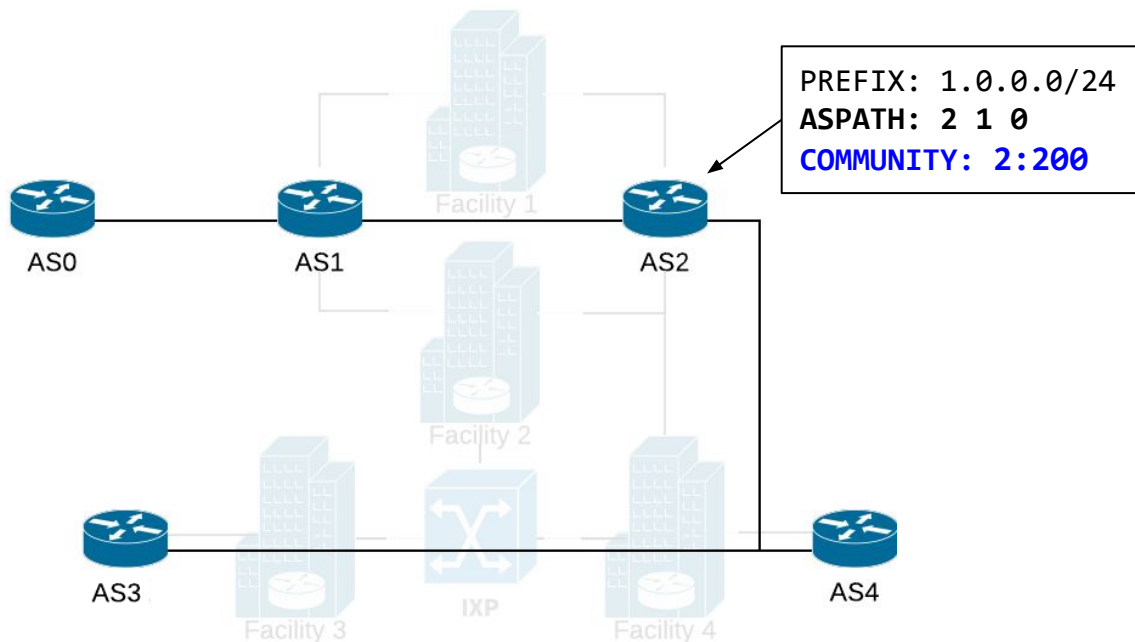 PREFIX: 1.0.0.0/24
ASPATH: 2 1 0
COMMUNITY: 2:200
Facility 1
AS0
AS1
AS2
Facility 2
AS3
IXP
AS4
Facility 3
Facility 4